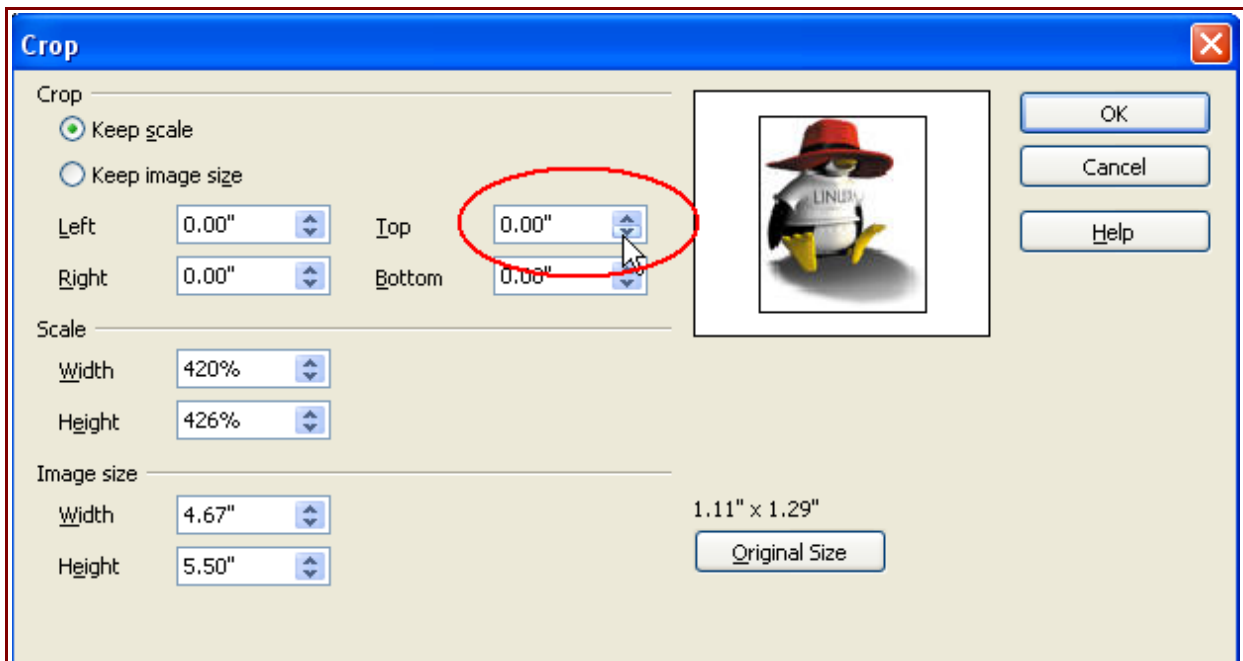 Crop
Crop
Keep scale
Keep image size
Left 0.00" Top 0.00"
Right 0.00" Bottom 0.00"
Scale
Width 420%
Height 426%
Image size
Width 4.67"
Height 5.50"
LINUX
OK
Cancel
Help
1.11" x 1.29"
Original Size